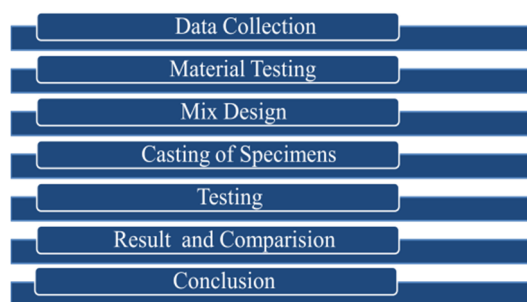 Data Collection
Material Testing
Mix Design
Casting of Specimens
Testing
Result and Comparision
Conclusion